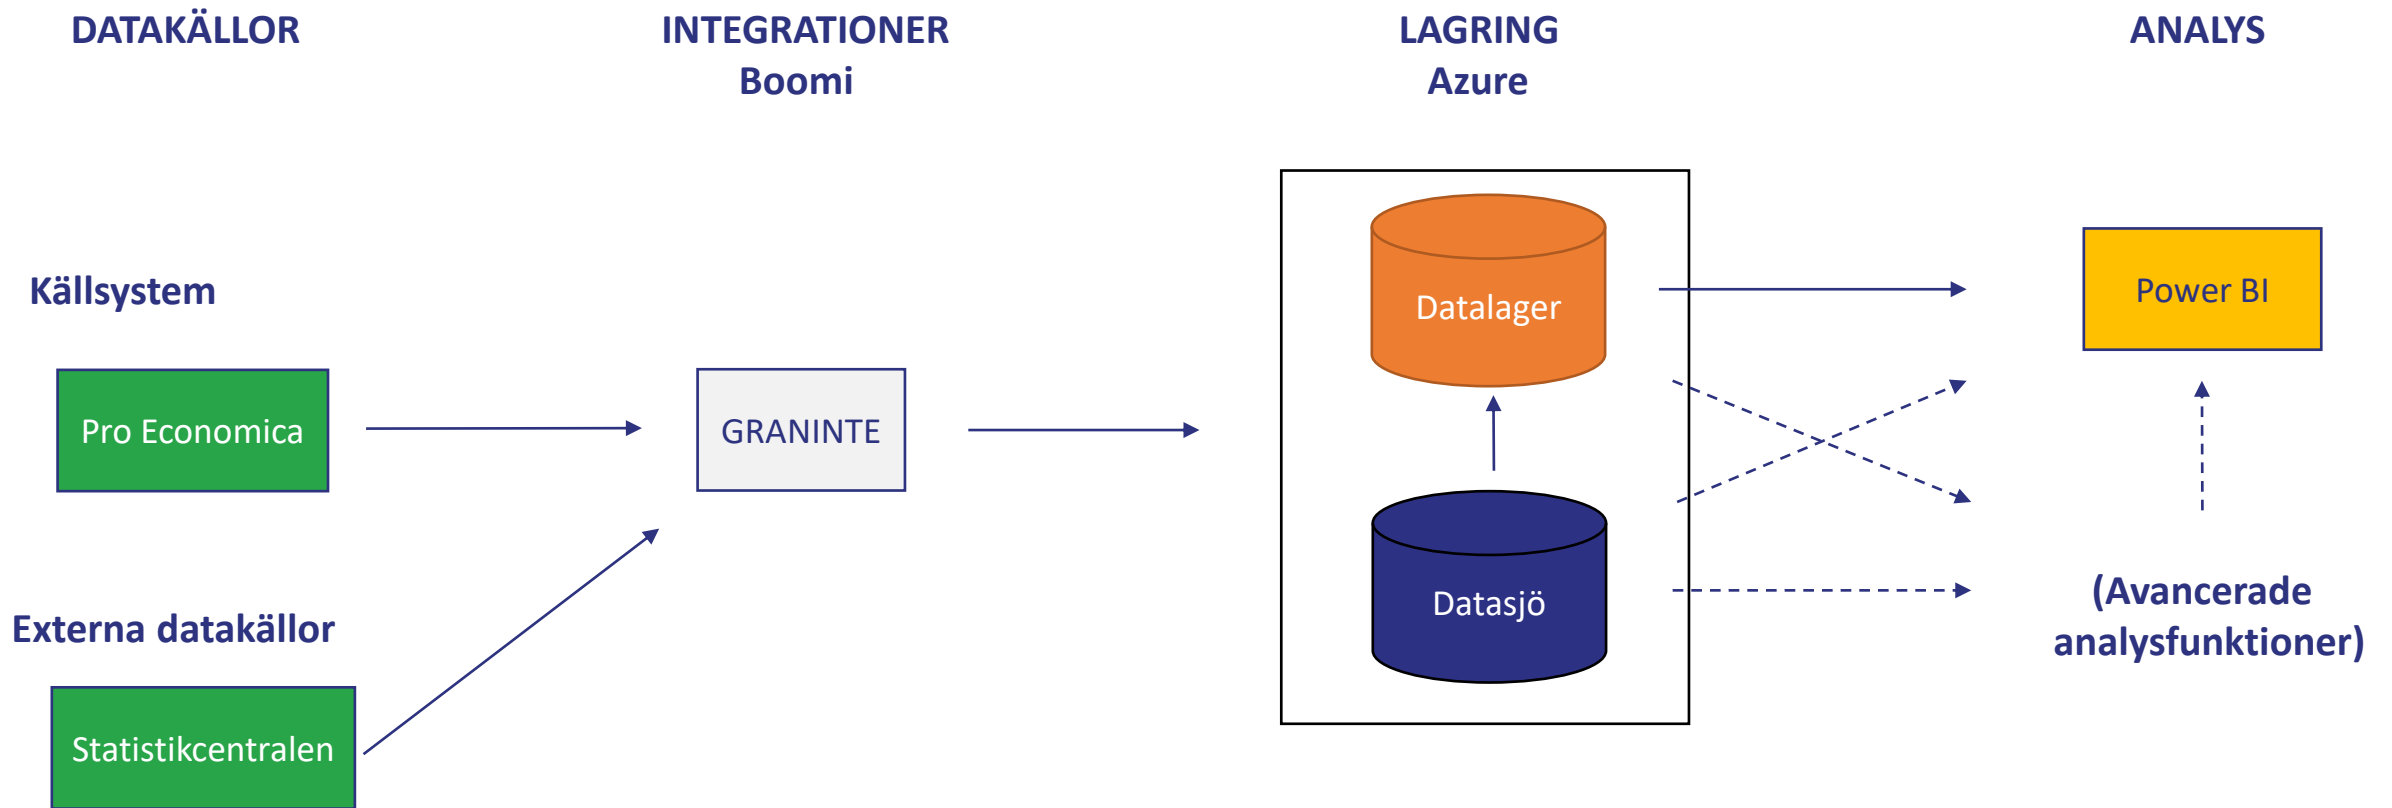 DATAKÄLLOR
INTEGRATIONER
Boomi
LAGRING
Azure
ANALYS
Källsystem
Pro Economica
Externa datakällor
Statistikcentralen
GRANINTE
Datalager
Datasjö
Power BI
(Avancerade
analysfunktioner)